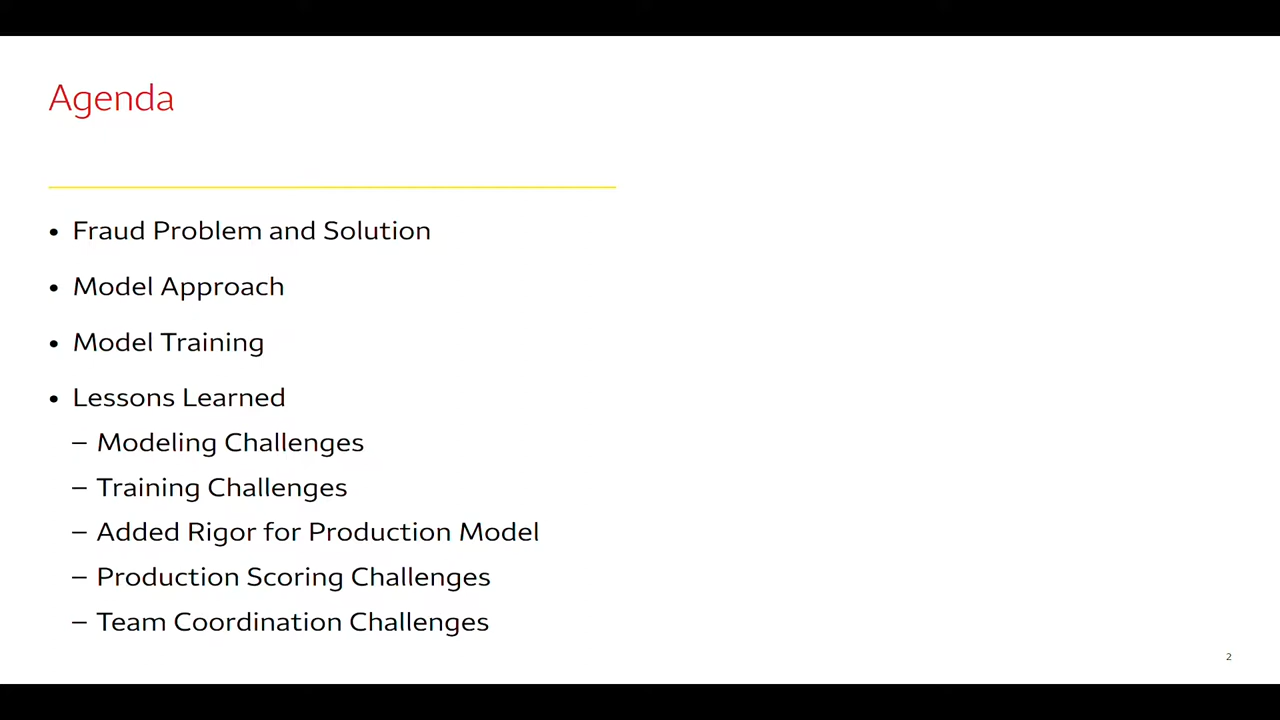 Agenda
• Fraud Problem and Solution
• Model Approach
• Model Training
• Lessons Learned
– Modeling Challenges
– Training Challenges
– Added Rigor for Production Model
– Production Scoring Challenges
– Team Coordination Challenges
2